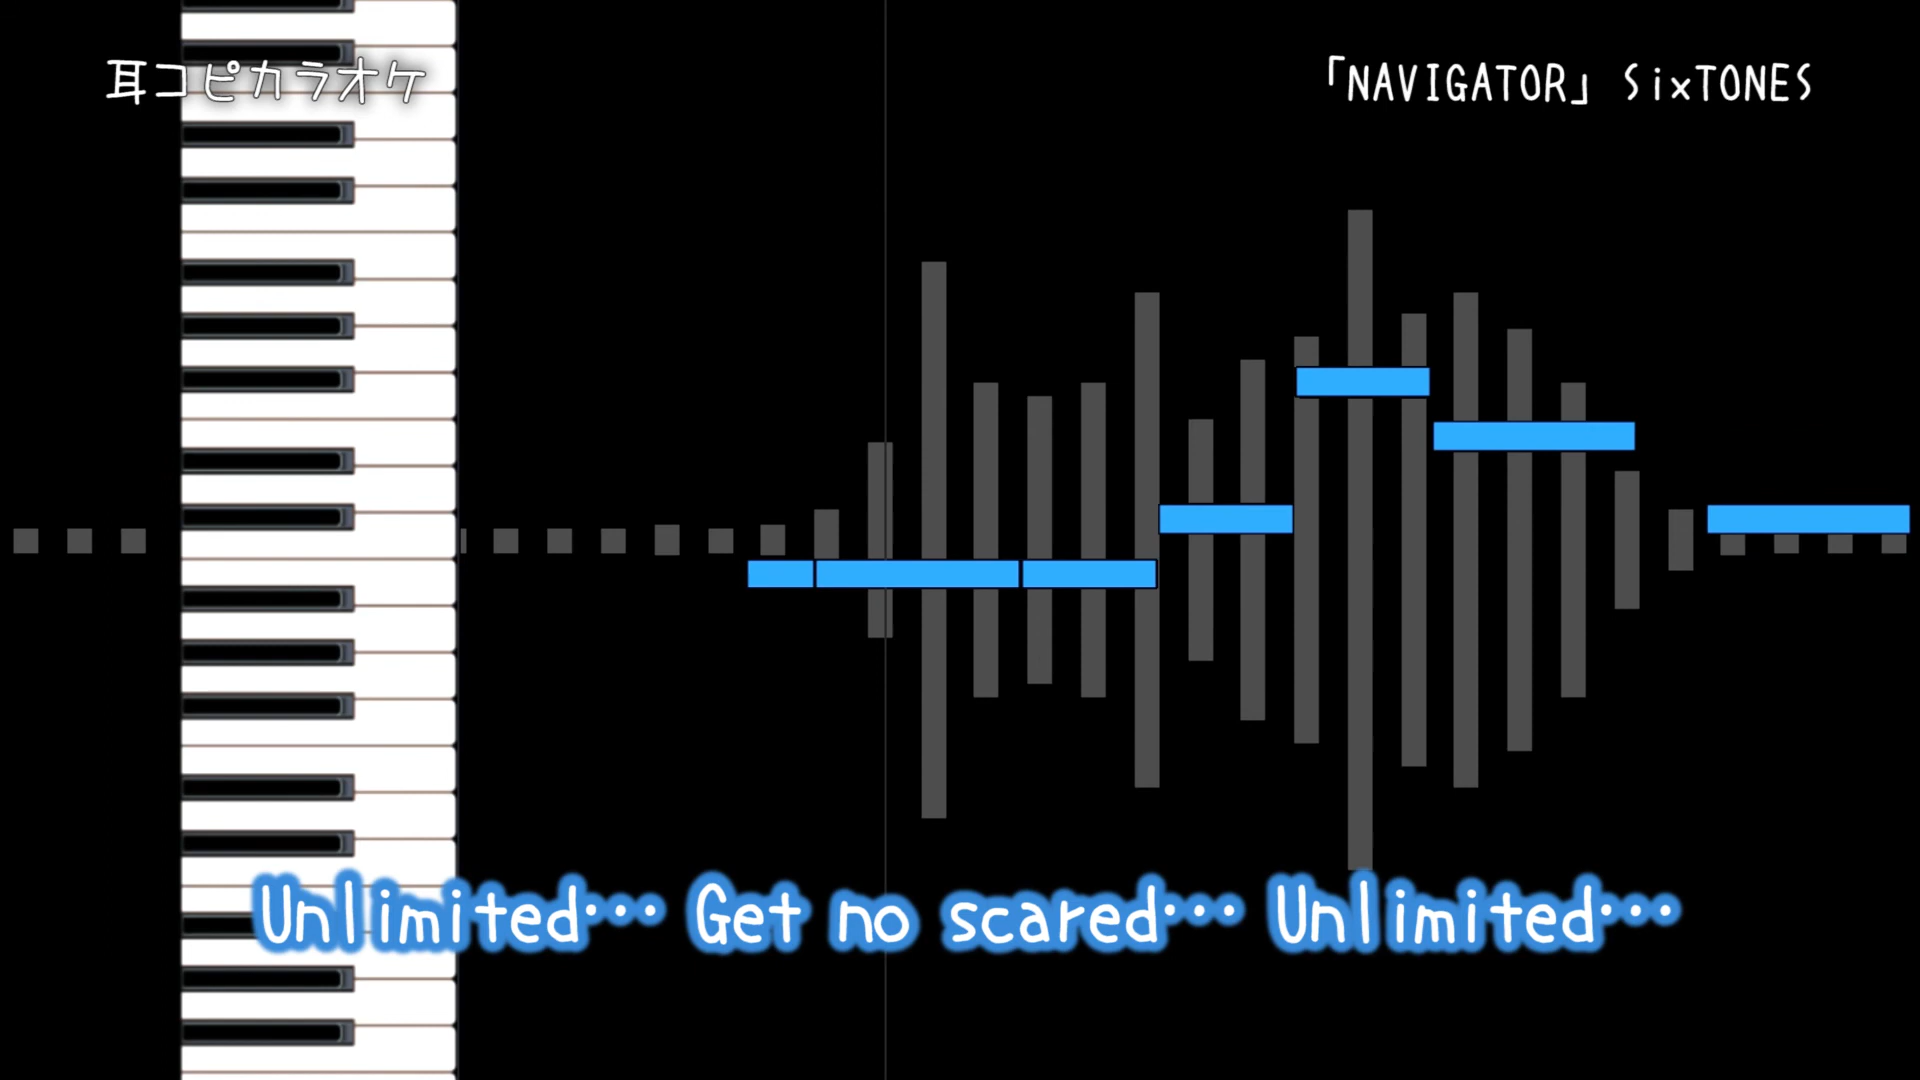 耳コピカラオケ
「NAVIGATOR」 SixTONES
Unlimited… Get no scared… Unlimited…